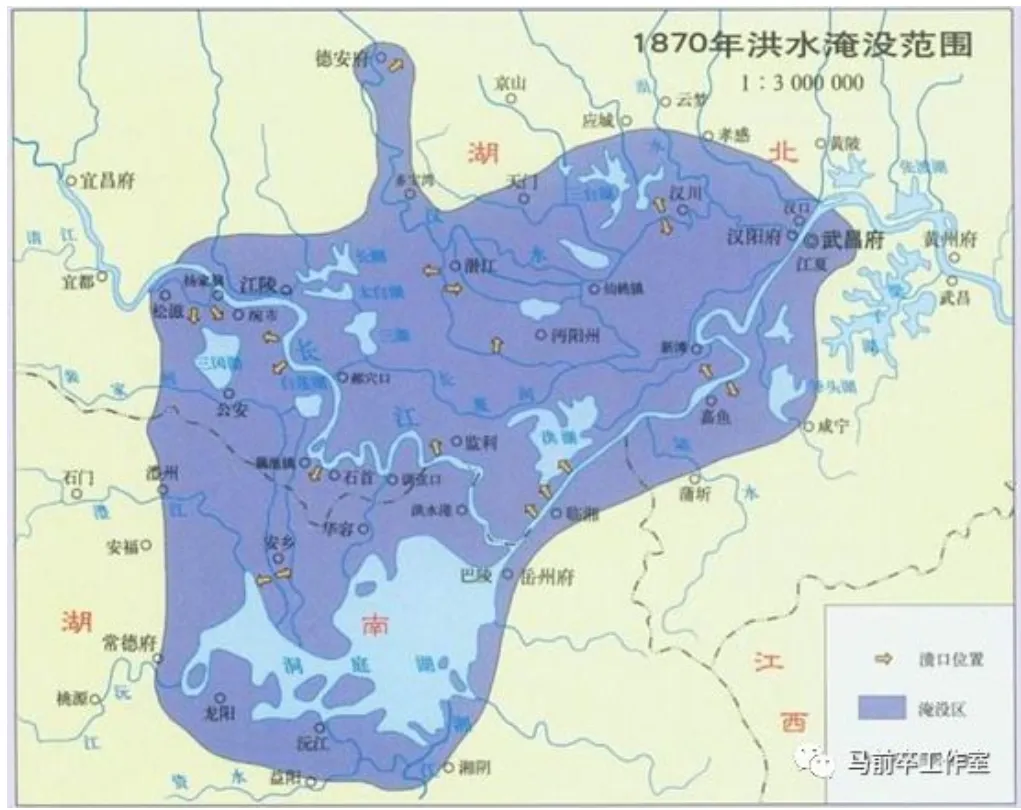 1870年洪水淹没范围
1：3 000 000
德安府
京山
云梦
应城
孝感
黄陂
湖
北
宜昌府
天门
汉川
汉口
汉阳府
武昌府
江夏
黄州府
武昌
清江
宜都
杨家脑
江陵
长湖
太白湖
潜江
汉
水
仙桃镇
松滋
涴市
三湖
沔阳州
新滩
郝穴口
白莲湖
长
江
公安
嘉鱼
咸宁
洪湖
监利
石门
澧州
藕池镇
石首
调弦口
蒲圻
水
澧
江
洪水港
临湘
华容
安福
安乡
巴陵
岳州府
湖
南
常德府
洞
庭
湖
江
西
桃源
沅
江
龙阳
沅江
湘
江
湘阴
资
水
益阳
溃口位置
淹没区
马前卒工作室